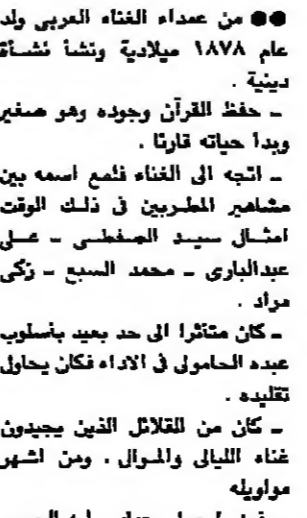 ●● من عمداء الغناء العربى ولد
عام ١٨٧٨ ميلادية ونشأ نشأة
دينية .
ـ حفظ القرآن وجوده وهو صغير
وبدأ حياته قارئا .
ـ اتجه الى الغناء فلمع اسمه بين
مشاهير المطربين فى ذلك الوقت
امثال سيد الصفطى ـ على
عبدالبارى ـ محمد السبع ـ زكى
مراد .
ـ كان متأثرا الى حد بعيد بأسلوب
عبده الحامولى فى الاداء فكان يحاول
تقليده .
ـ كان من القلائل الذين يجيدون
غناء الليالى والموال . ومن اشهر
مواويله